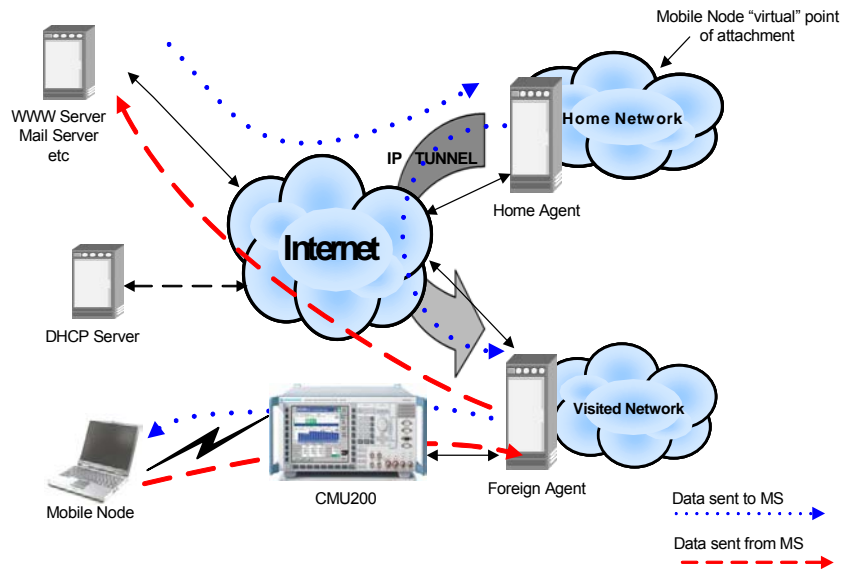 Mobile Node “virtual” point
of attachment
WWW Server
Mail Server
etc
Home Network
IP TUNNEL
Home Agent
Internet
DHCP Server
Visited Network
Mobile Node
CMU200
Foreign Agent
Data sent to MS
Data sent from MS